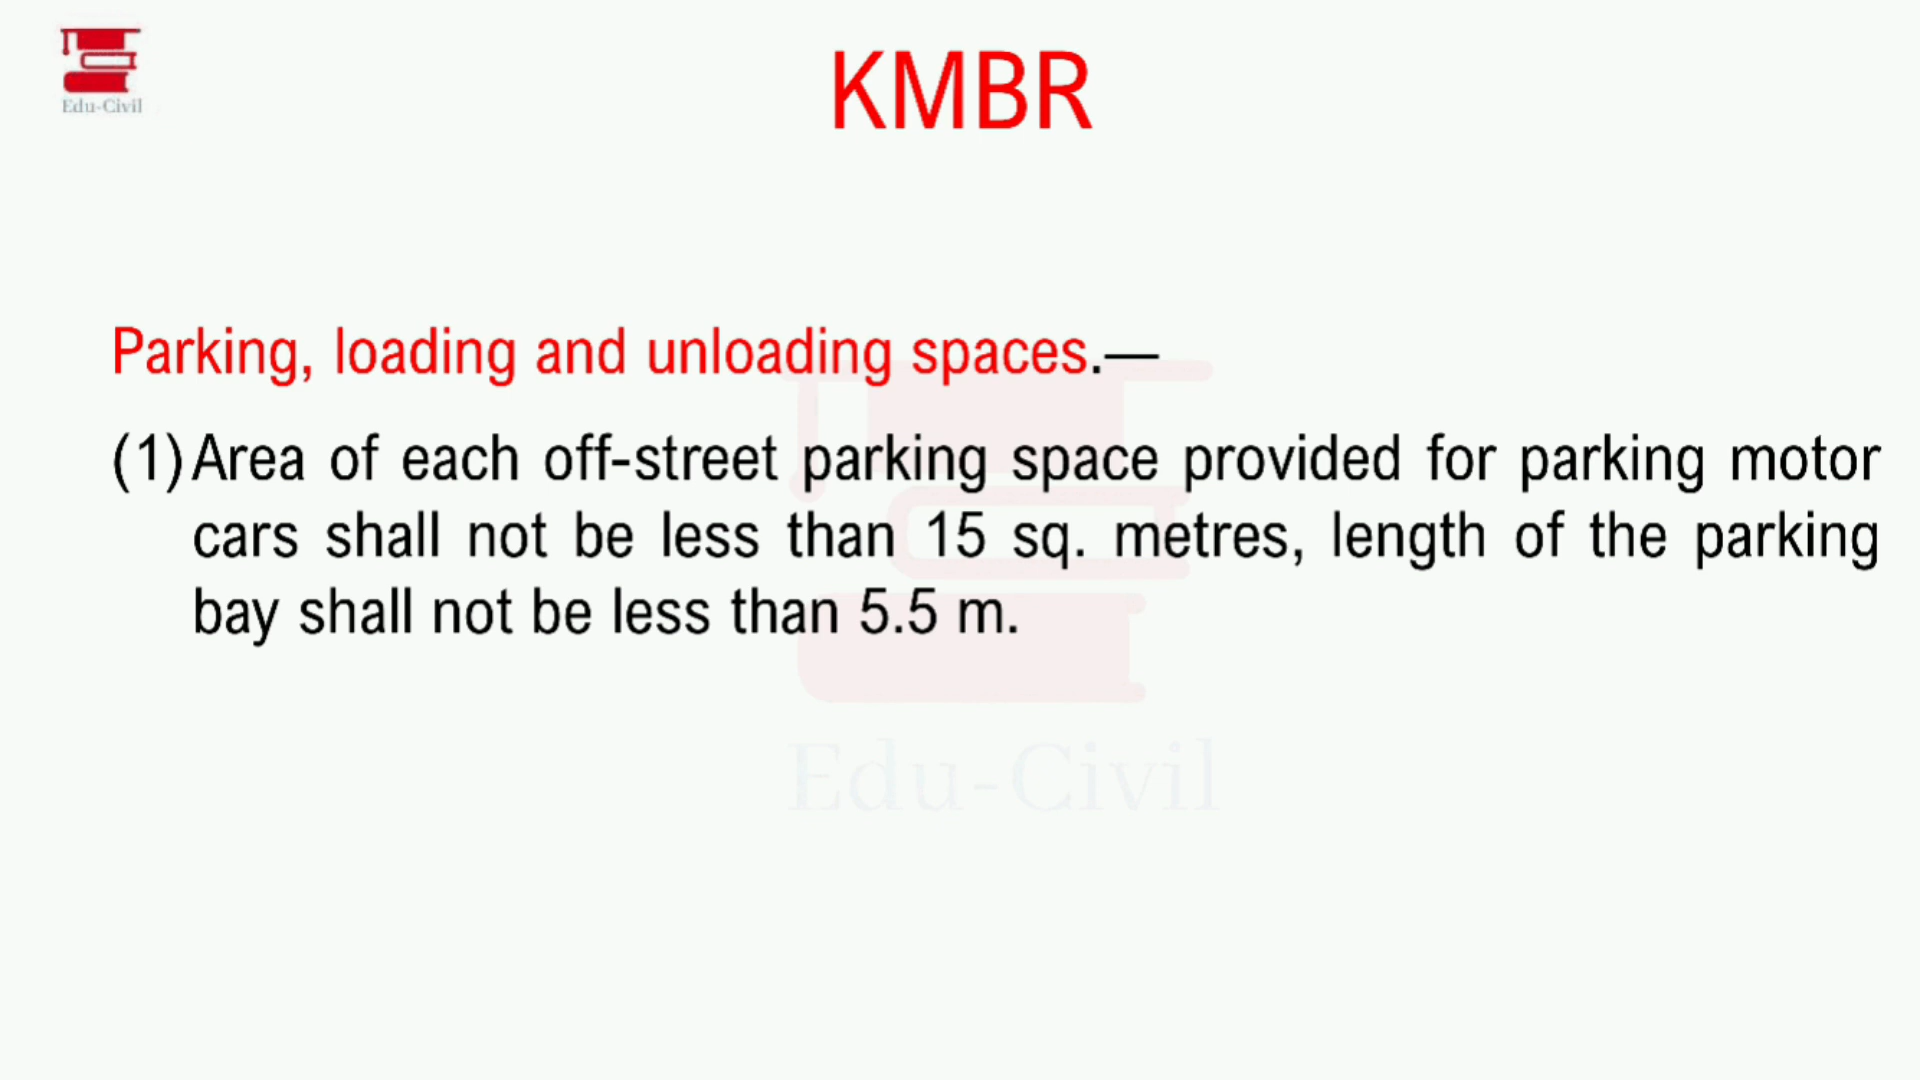 Edu-Civil
KMBR
Parking, loading and unloading spaces.—
(1) Area of each off-street parking space provided for parking motor
cars shall not be less than 15 sq. metres, length of the parking
bay shall not be less than 5.5 m.
Edu-Civil